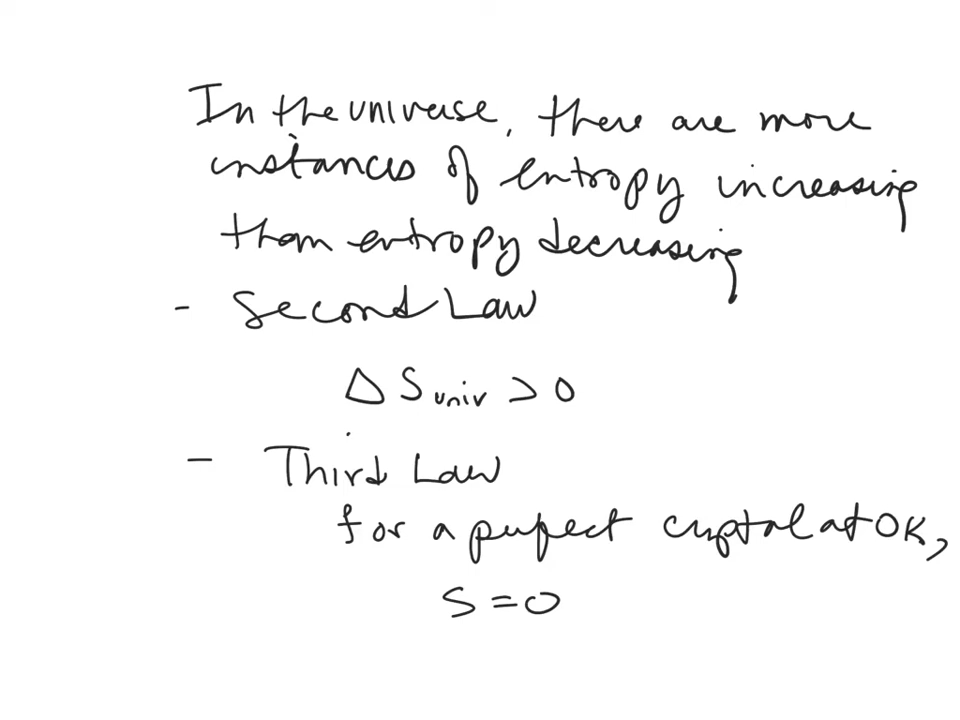 In the universe, there are more
instances of entropy increasing
than entropy decreasing
- Second Law
Δ S univ > 0
- Third Law
for a perfect crystal at 0K,
S = 0